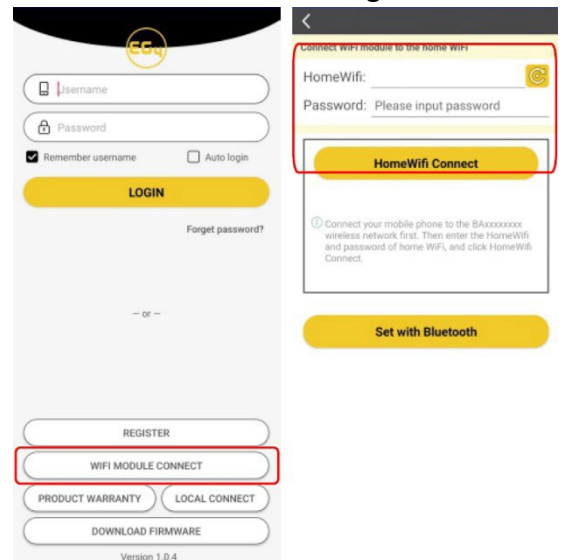 EG4
Username
Password
Remember username
Auto login
LOGIN
Forget password?
– or –
REGISTER
WIFI MODULE CONNECT
PRODUCT WARRANTY
LOCAL CONNECT
DOWNLOAD FIRMWARE
Version 1.0.4
Connect WiFi module to the home WiFi
HomeWifi:
Password: Please input password
HomeWifi Connect
Connect your mobile phone to the BAxxxxxxxx
wireless network first. Then enter the HomeWifi
and password of home WiFi, and click HomeWifi
Connect.
Set with Bluetooth